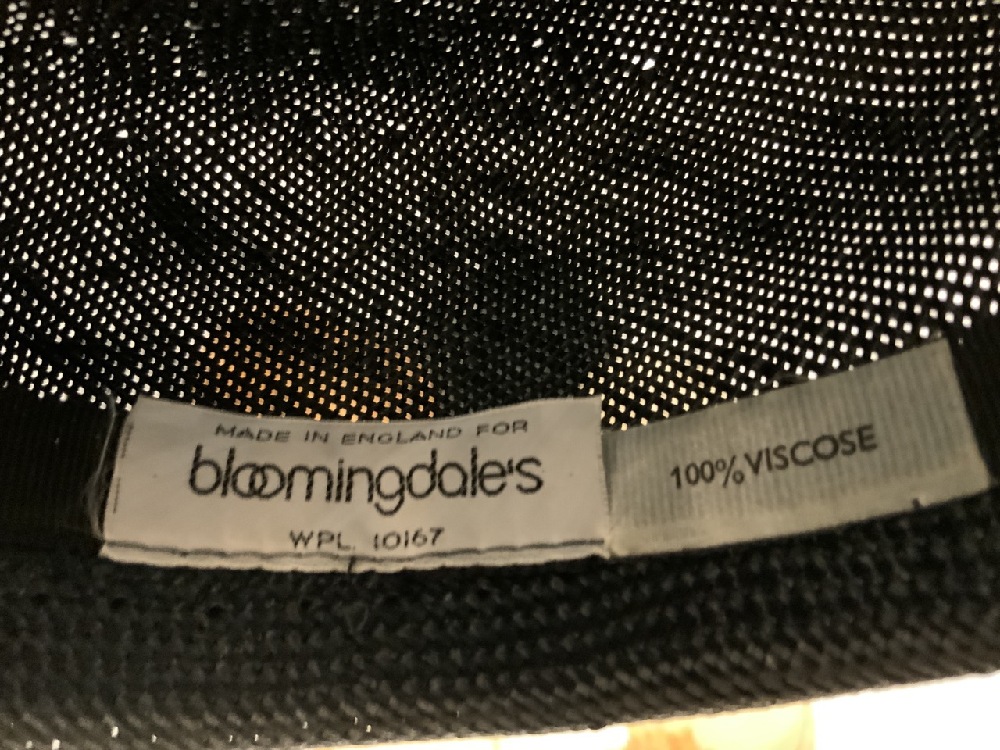 MADE IN ENGLAND FOR
bloomingdale's
WPL 10167
100% VISCOSE